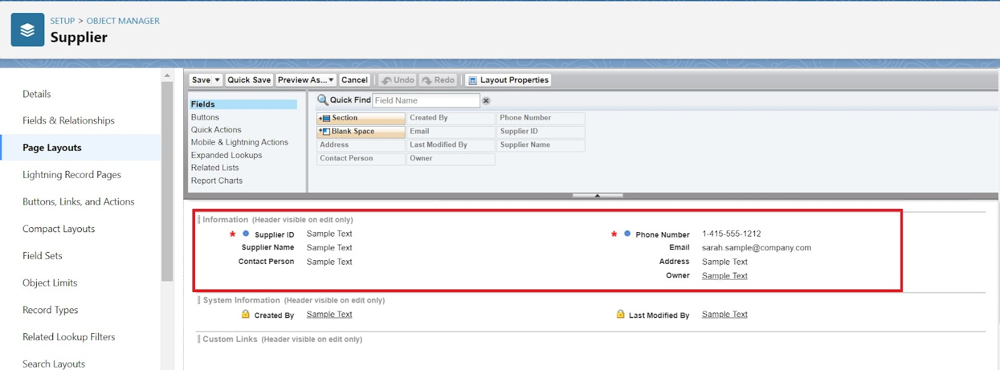 SETUP > OBJECT MANAGER
Supplier
Details
Fields & Relationships
Page Layouts
Lightning Record Pages
Buttons, Links, and Actions
Compact Layouts
Field Sets
Object Limits
Record Types
Related Lookup Filters
Search Layouts
Save Quick Save Preview As... Cancel Undo Redo Layout Properties
Fields
Buttons
Quick Actions
Mobile & Lightning Actions
Expanded Lookups
Related Lists
Report Charts
Quick Find Field Name
Section Created By Phone Number
Blank Space Email Supplier ID
Address Last Modified By Supplier Name
Contact Person Owner
Information (Header visible on edit only)
* Supplier ID Sample Text * Phone Number 1-415-555-1212
Supplier Name Sample Text Email sarah.sample@company.com
Contact Person Sample Text Address Sample Text
Owner Sample Text
System Information (Header visible on edit only)
Created By Sample Text Last Modified By Sample Text
Custom Links (Header visible on edit only)